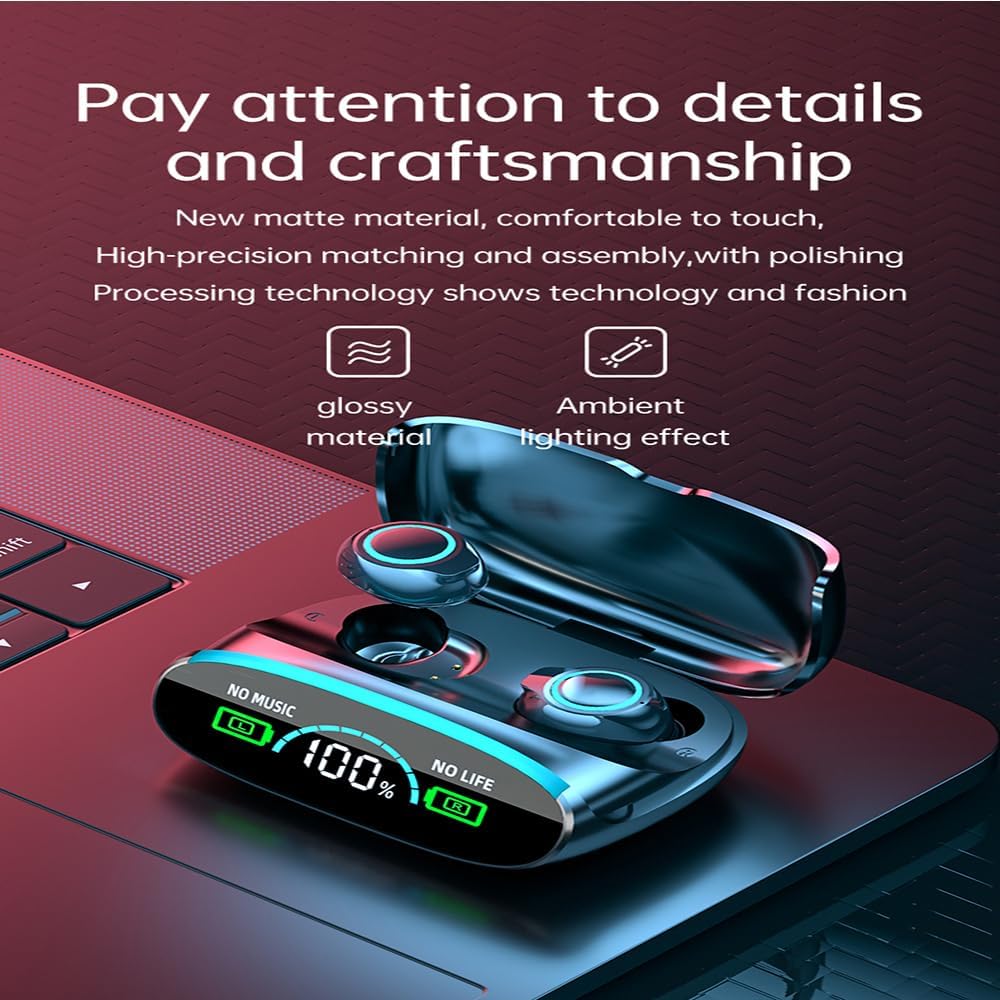 Pay attention to details
and craftsmanship
New matte material, comfortable to touch,
High-precision matching and assembly,with polishing
Processing technology shows technology and fashion
glossy
material
Ambient
lighting effect
NO MUSIC
L
100%
NO LIFE
R
L
R